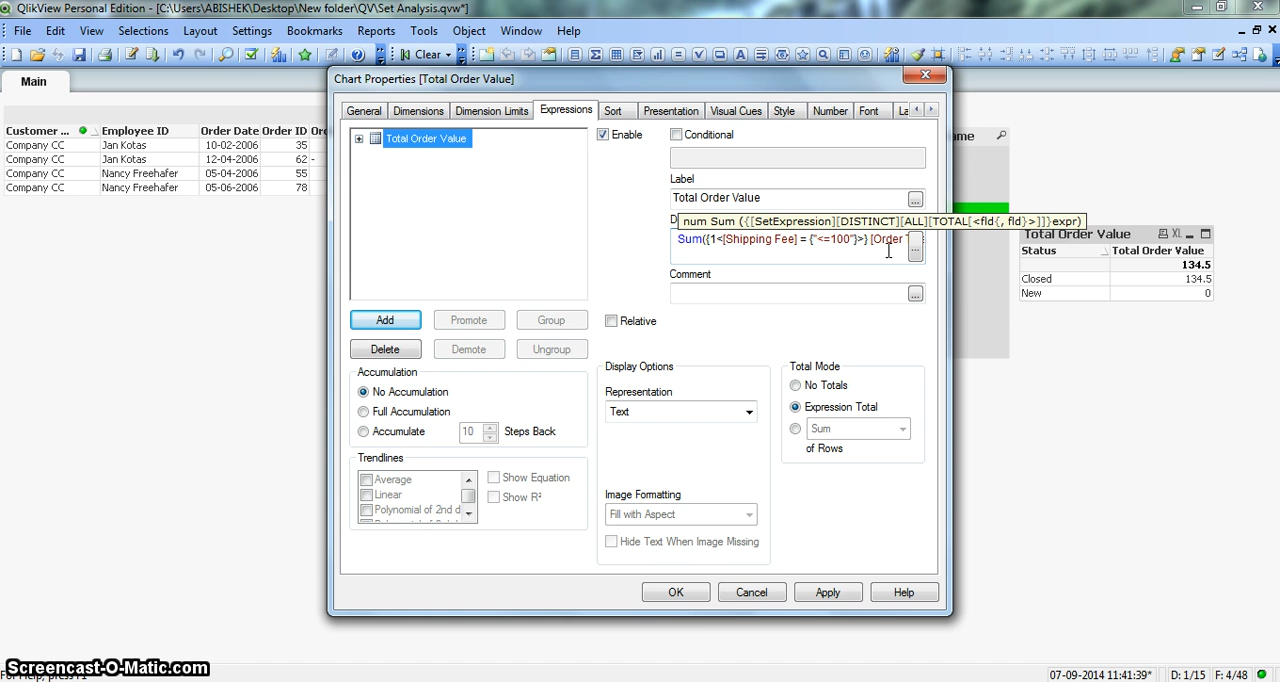 QlikView Personal Edition - [C:\Users\ABISHEK\Desktop\New folder\QV\Set Analysis.qvw*]
File Edit View Selections Layout Settings Bookmarks Reports Tools Object Window Help
Clear
Main
Chart Properties [Total Order Value]
General Dimensions Dimension Limits Expressions Sort Presentation Visual Cues Style Number Font La
Customer ... Employee ID Order Date Order ID Orc
Company CC Jan Kotas 10-02-2006 35
Company CC Jan Kotas 12-04-2006 62 -
Company CC Nancy Freehafer 05-04-2006 55
Company CC Nancy Freehafer 05-06-2006 78
Total Order Value
Enable
Conditional
Label
Total Order Value
...
num Sum ({[SetExpression][DISTINCT][ALL][TOTAL[<fld{, fld}>]]}expr)
Sum({1<[Shipping Fee] = {"<=100"}>} [Order T
...
Comment
...
ame
Total Order Value XL
Status Total Order Value
134.5
Closed 134.5
New 0
Add Promote Group
Delete Demote Ungroup
Relative
Accumulation
No Accumulation
Full Accumulation
Accumulate 10 Steps Back
Trendlines
Average
Linear
Polynomial of 2nd d
Show Equation
Show R²
Display Options
Representation
Text
Image Formatting
Fill with Aspect
Hide Text When Image Missing
Total Mode
No Totals
Expression Total
Sum
of Rows
OK Cancel Apply Help
Screencast-O-Matic.com
07-09-2014 11:41:39* D: 1/15 F: 4/48